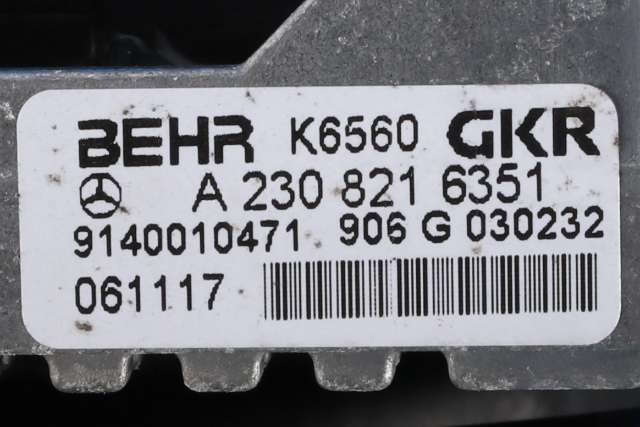 BEHR K6560 GKR
A 230 821 6351
9140010471 906 G 030232
061117